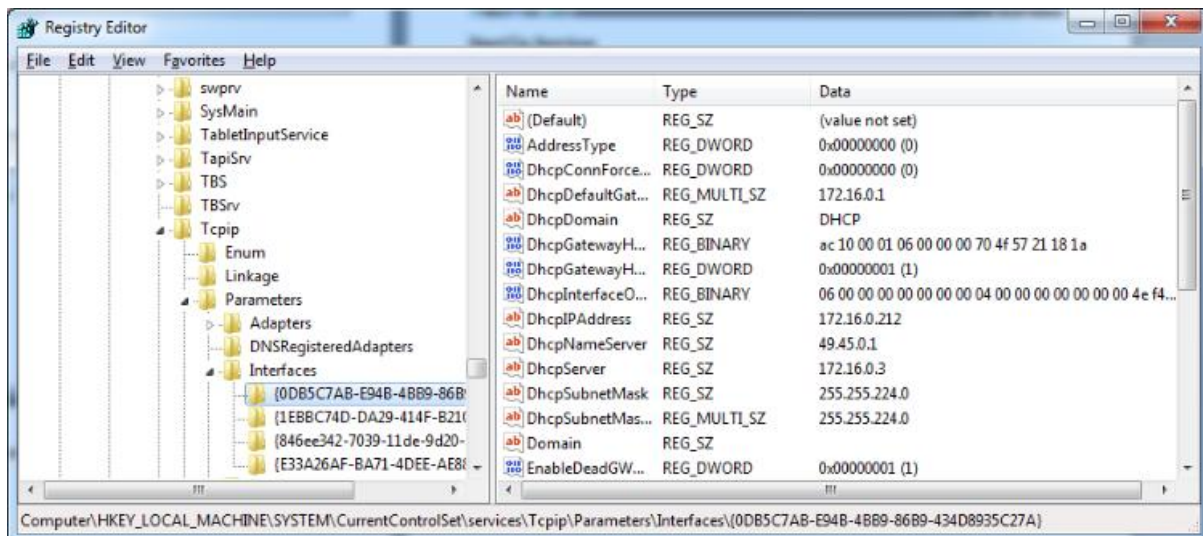 Registry Editor
File Edit View Favorites Help
swprv
SysMain
TabletInputService
TapiSrv
TBS
TBSrv
Tcpip
Enum
Linkage
Parameters
Adapters
DNSRegisteredAdapters
Interfaces
{0DB5C7AB-E94B-4BB9-86B9
{1EBBC74D-DA29-414F-B210
{846ee342-7039-11de-9d20-
{E33A26AF-BA71-4DEE-AE88
Name Type Data
(Default) REG_SZ (value not set)
AddressType REG_DWORD 0x00000000 (0)
DhcpConnForce... REG_DWORD 0x00000000 (0)
DhcpDefaultGat... REG_MULTI_SZ 172.16.0.1
DhcpDomain REG_SZ DHCP
DhcpGatewayH... REG_BINARY ac 10 00 01 06 00 00 00 70 4f 57 21 18 1a
DhcpGatewayH... REG_DWORD 0x00000001 (1)
DhcpInterfaceO... REG_BINARY 06 00 00 00 00 00 00 00 04 00 00 00 00 00 00 00 4e f4...
DhcpIPAddress REG_SZ 172.16.0.212
DhcpNameServer REG_SZ 49.45.0.1
DhcpServer REG_SZ 172.16.0.3
DhcpSubnetMask REG_SZ 255.255.224.0
DhcpSubnetMas... REG_MULTI_SZ 255.255.224.0
Domain REG_SZ
EnableDeadGW... REG_DWORD 0x00000001 (1)
Computer\HKEY_LOCAL_MACHINE\SYSTEM\CurrentControlSet\services\Tcpip\Parameters\Interfaces\{0DB5C7AB-E94B-4BB9-86B9-434D8935C27A}